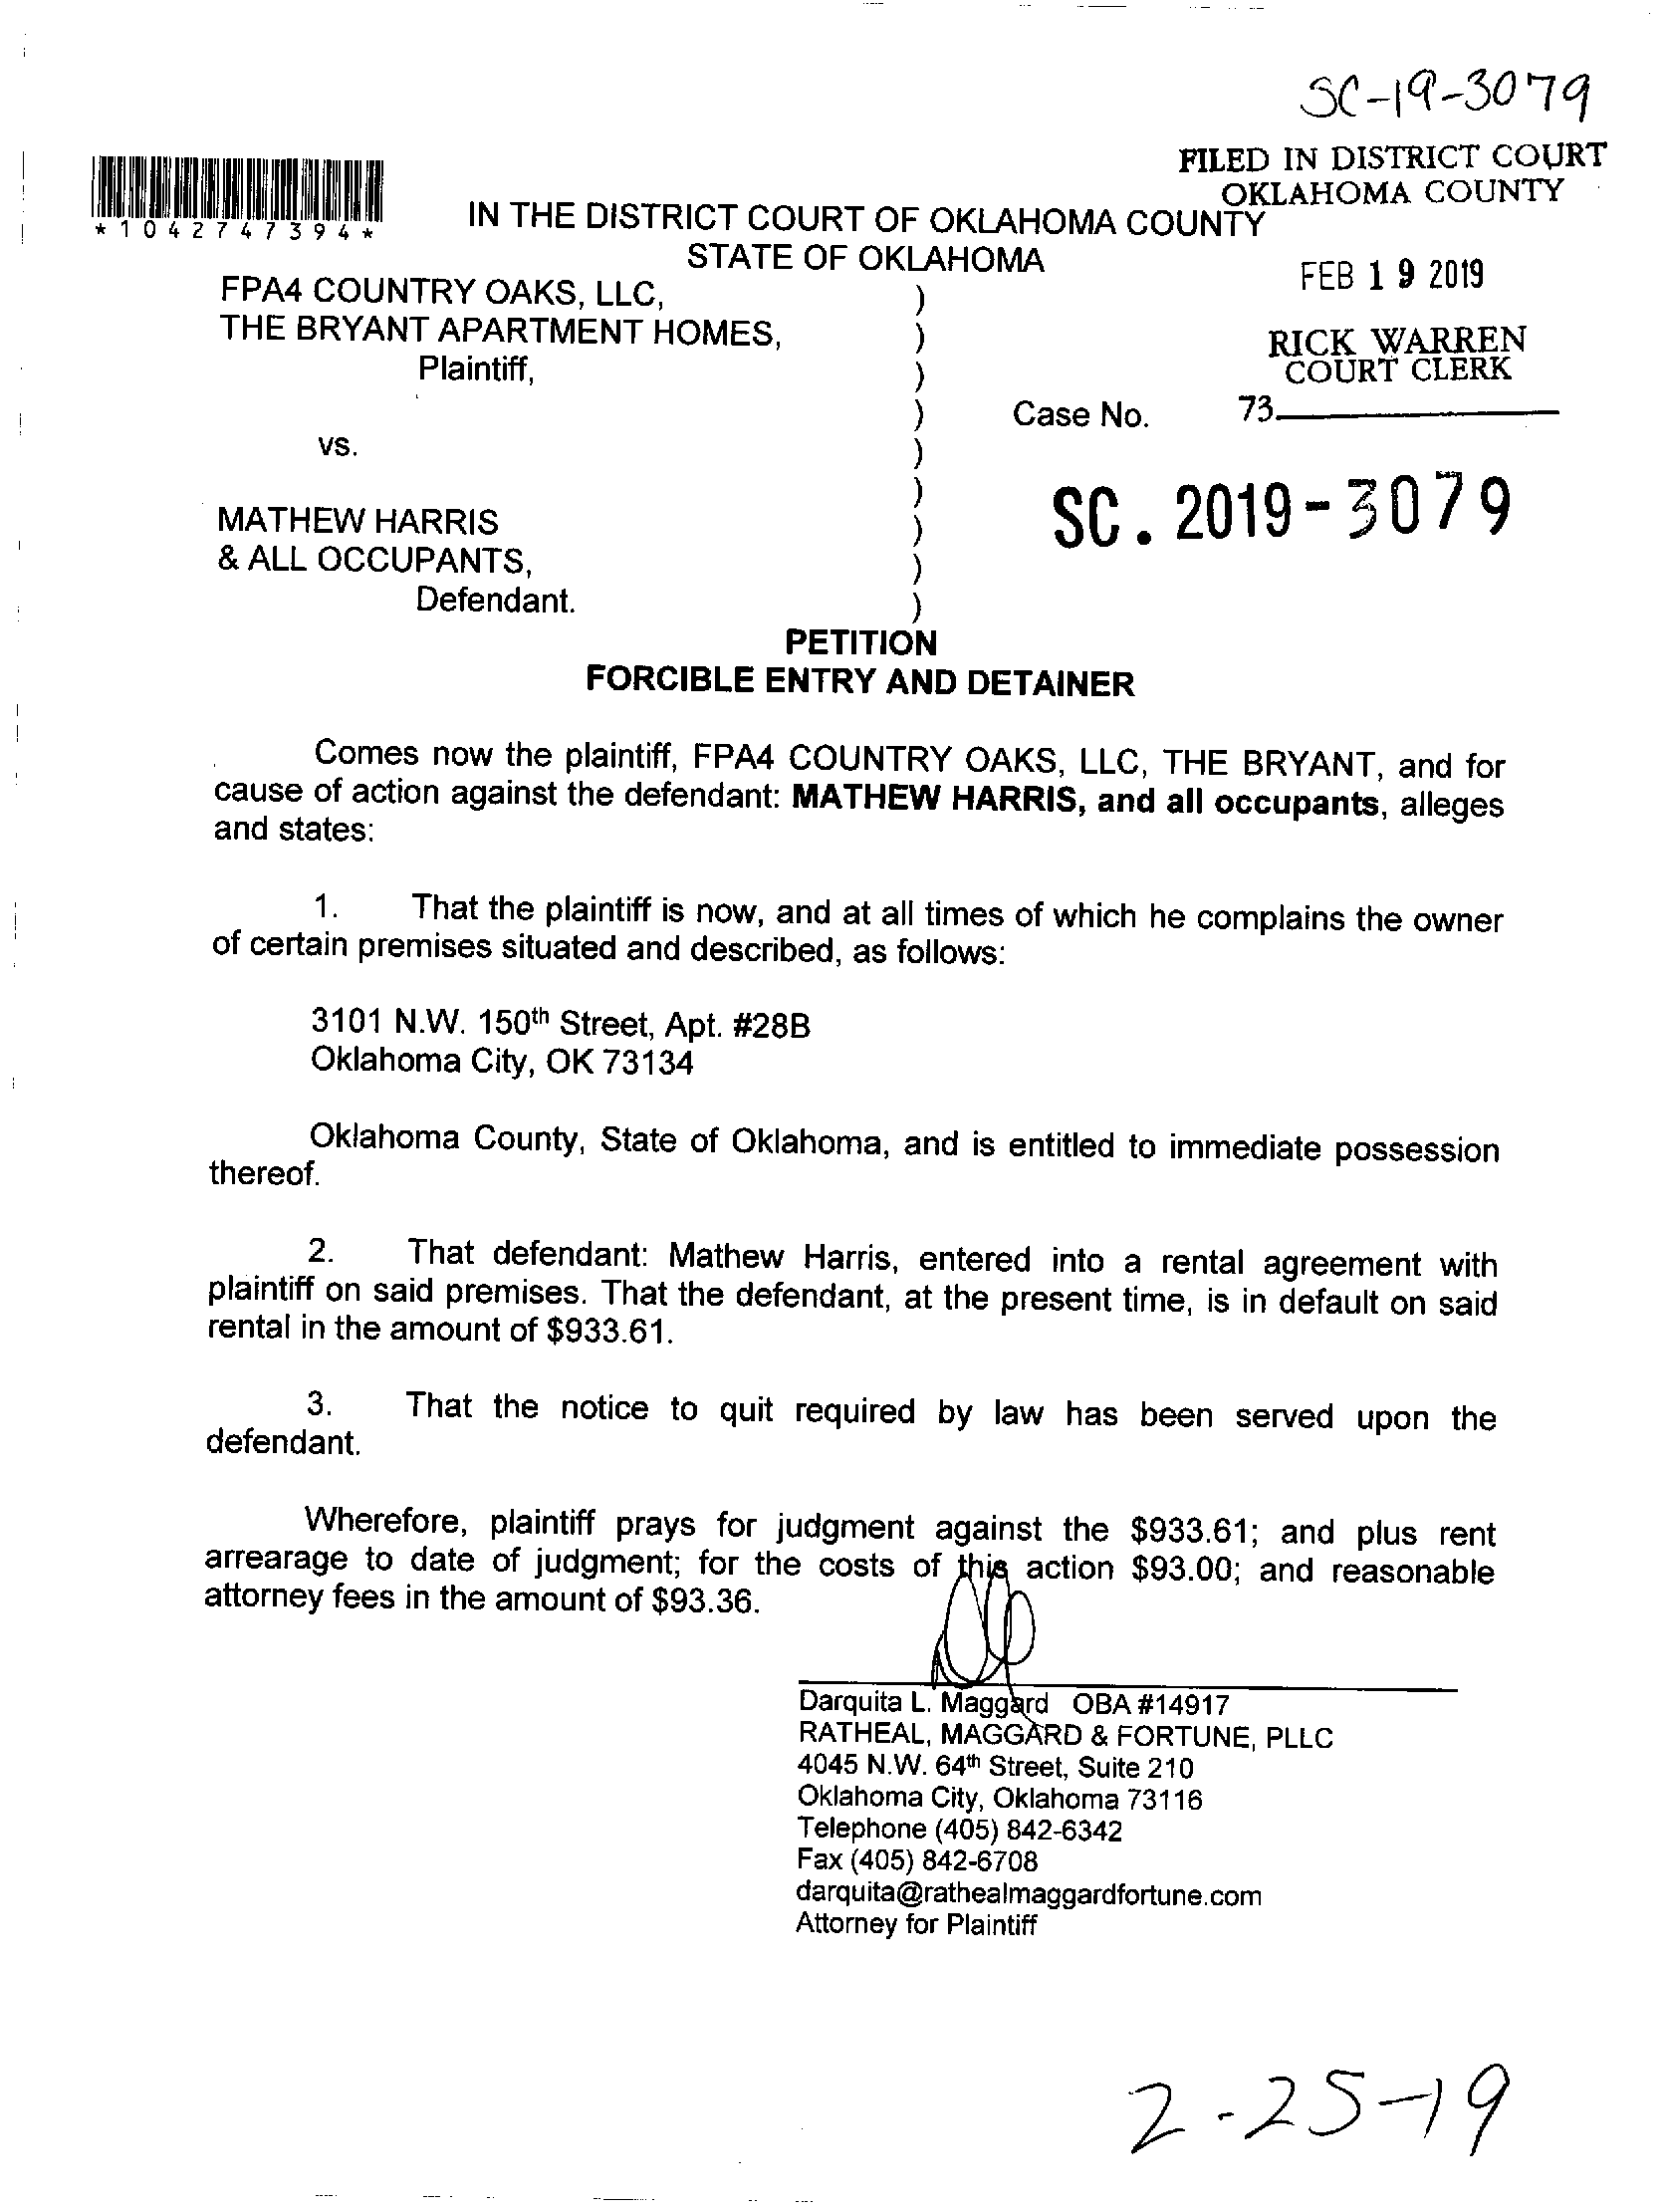 SC-19-3079
FILED IN DISTRICT COURT
OKLAHOMA COUNTY
*1042747394*
IN THE DISTRICT COURT OF OKLAHOMA COUNTY
STATE OF OKLAHOMA
FEB 19 2019
FPA4 COUNTRY OAKS, LLC, )
THE BRYANT APARTMENT HOMES, )
RICK WARREN
COURT CLERK
Plaintiff, )
) Case No. 73
vs. )
)
SC. 2019-3079
MATHEW HARRIS )
& ALL OCCUPANTS, )
Defendant. )
PETITION
FORCIBLE ENTRY AND DETAINER
Comes now the plaintiff, FPA4 COUNTRY OAKS, LLC, THE BRYANT, and for
cause of action against the defendant: MATHEW HARRIS, and all occupants, alleges
and states:
1. That the plaintiff is now, and at all times of which he complains the owner
of certain premises situated and described, as follows:
3101 N.W. 150th Street, Apt. #28B
Oklahoma City, OK 73134
Oklahoma County, State of Oklahoma, and is entitled to immediate possession
thereof.
2. That defendant: Mathew Harris, entered into a rental agreement with
plaintiff on said premises. That the defendant, at the present time, is in default on said
rental in the amount of $933.61.
3. That the notice to quit required by law has been served upon the
defendant.
Wherefore, plaintiff prays for judgment against the $933.61; and plus rent
arrearage to date of judgment; for the costs of this action $93.00; and reasonable
attorney fees in the amount of $93.36.
Darquita L. Maggard OBA #14917
RATHEAL, MAGGARD & FORTUNE, PLLC
4045 N.W. 64th Street, Suite 210
Oklahoma City, Oklahoma 73116
Telephone (405) 842-6342
Fax (405) 842-6708
darquita@rathealmaggardfortune.com
Attorney for Plaintiff
2-25-19